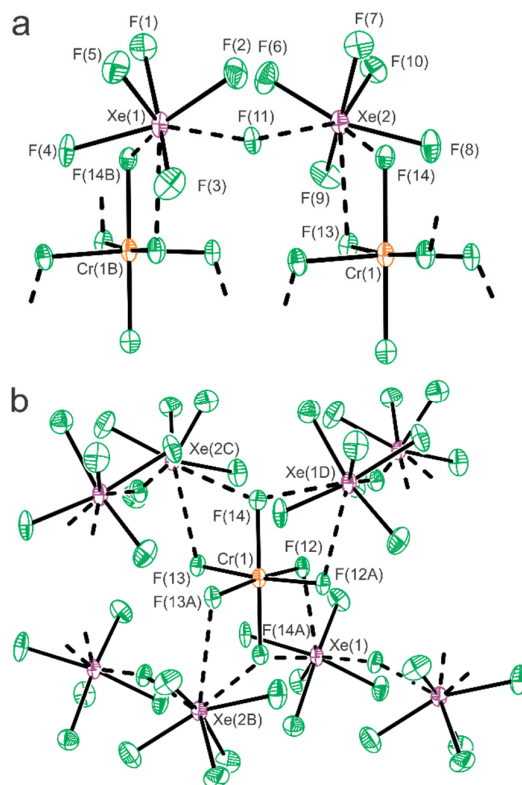 a
F(1)
F(5)
F(2)
F(6)
F(7)
F(10)
Xe(1)
F(11)
Xe(2)
F(4)
F(8)
F(14B)
F(3)
F(9)
F(14)
F(13)
Cr(1B)
Cr(1)
b
Xe(2C)
Xe(1D)
F(14)
Cr(1)
F(12)
F(13)
F(12A)
F(13A)
F(14A)
Xe(1)
Xe(2B)